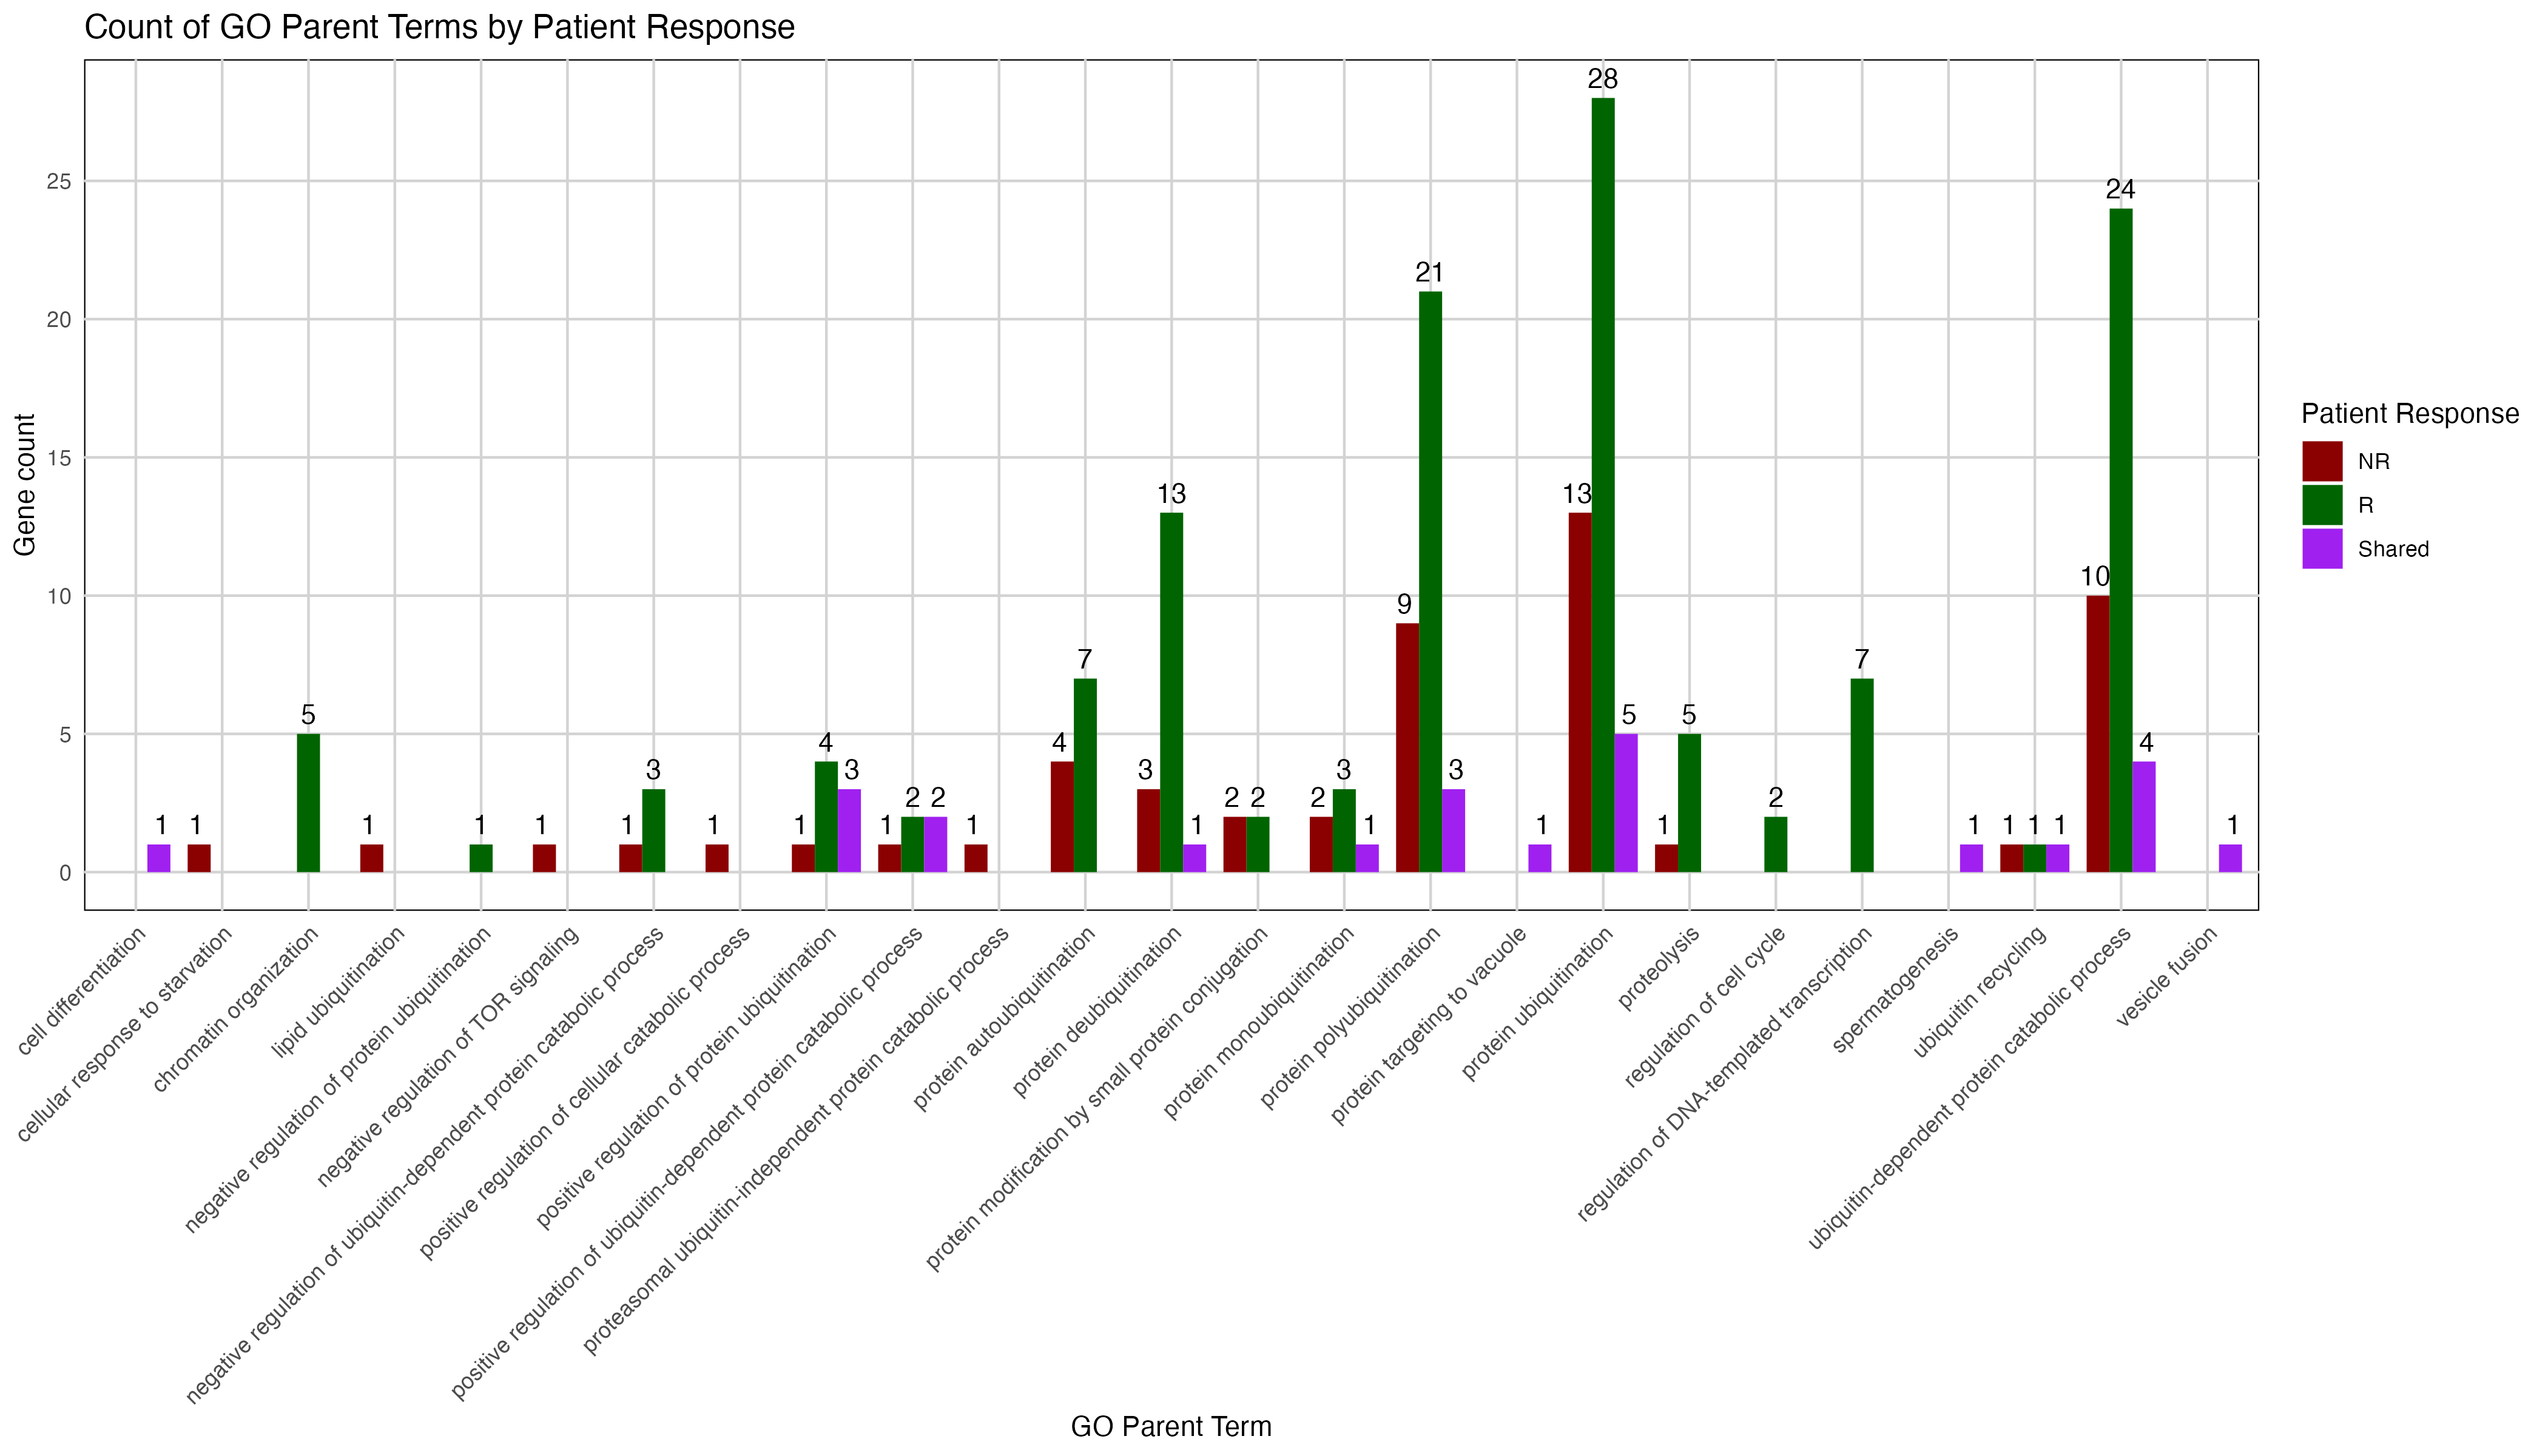 Count of GO Parent Terms by Patient Response
Gene count
25
20
15
10
5
0
1
1
5
1
1
1
1
3
1
1
4
3
1
2
2
1
4
7
3
13
1
2
2
2
3
1
9
21
3
1
13
28
5
1
5
2
7
1
1
1
1
10
24
4
1
cell differentiation
cellular response to starvation
chromatin organization
lipid ubiquitination
negative regulation of protein ubiquitination
negative regulation of TOR signaling
negative regulation of ubiquitin-dependent protein catabolic process
positive regulation of cellular catabolic process
positive regulation of protein ubiquitination
positive regulation of ubiquitin-dependent protein catabolic process
proteasomal ubiquitin-independent protein catabolic process
protein autoubiquitination
protein deubiquitination
protein modification by small protein conjugation
protein monoubiquitination
protein polyubiquitination
protein targeting to vacuole
protein ubiquitination
proteolysis
regulation of cell cycle
regulation of DNA-templated transcription
spermatogenesis
ubiquitin recycling
ubiquitin-dependent protein catabolic process
vesicle fusion
GO Parent Term
Patient Response
NR
R
Shared